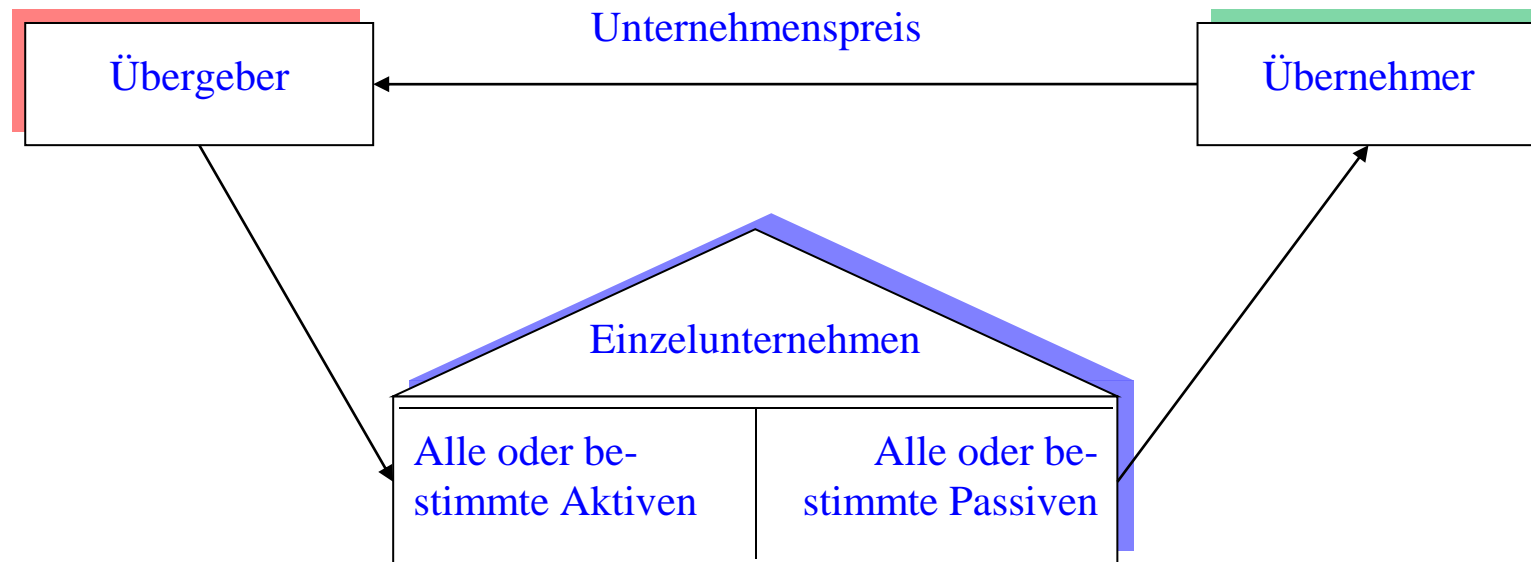 Unternehmenspreis
Übergeber
Übernehmer
Einzelunternehmen
Alle oder be-
stimmte Aktiven
Alle oder be-
stimmte Passiven